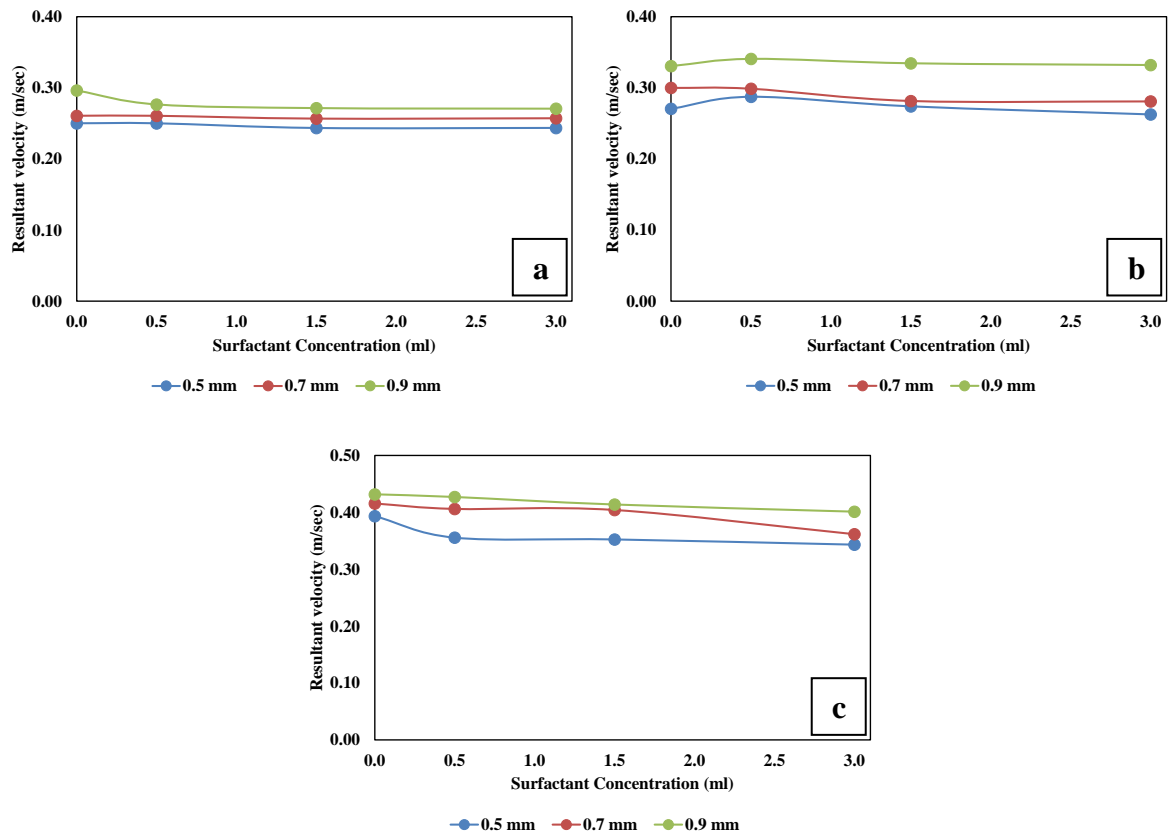 0.40
0.30
0.20
0.10
0.00
Resultant velocity (m/sec)
a
0.0 0.5 1.0 1.5 2.0 2.5 3.0
Surfactant Concentration (ml)
0.5 mm 0.7 mm 0.9 mm
0.40
0.30
0.20
0.10
0.00
Resultant velocity (m/sec)
b
0.0 0.5 1.0 1.5 2.0 2.5 3.0
Surfactant Concentration (ml)
0.5 mm 0.7 mm 0.9 mm
0.50
0.40
0.30
0.20
0.10
0.00
Resultant velocity (m/sec)
c
0.0 0.5 1.0 1.5 2.0 2.5 3.0
Surfactant Concentration (ml)
0.5 mm 0.7 mm 0.9 mm